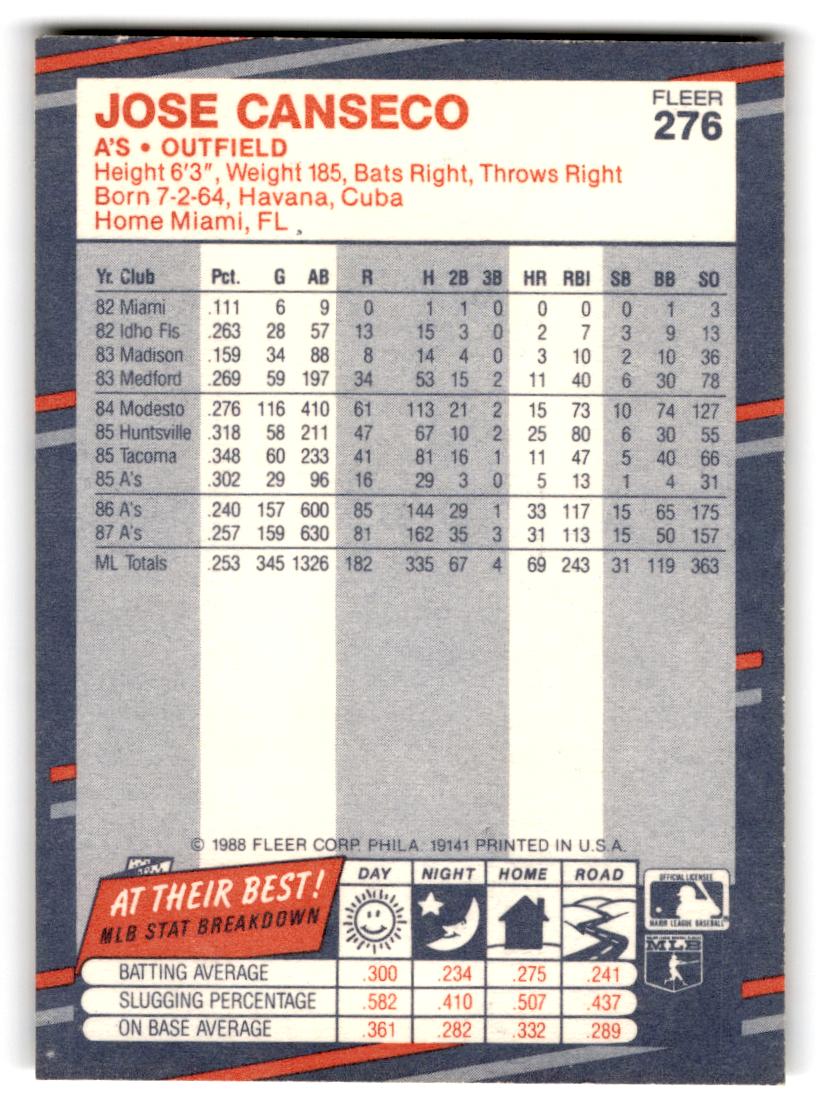 JOSE CANSECO
FLEER
276
A'S • OUTFIELD
Height 6'3", Weight 185, Bats Right, Throws Right
Born 7-2-64, Havana, Cuba
Home Miami, FL
Yr. Club Pct. G AB R H 2B 3B HR RBI SB BB SO
82 Miami .111 6 9 0 1 1 0 0 0 0 1 3
82 Idho Fls .263 28 57 13 15 3 0 2 7 3 9 13
83 Madison .159 34 88 8 14 4 0 3 10 2 10 36
83 Medford .269 59 197 34 53 15 2 11 40 6 30 78
84 Modesto .276 116 410 61 113 21 2 15 73 10 74 127
85 Huntsville .318 58 211 47 67 10 2 25 80 6 30 55
85 Tacoma .348 60 233 41 81 16 1 11 47 5 40 66
85 A's .302 29 96 16 29 3 0 5 13 1 4 31
86 A's .240 157 600 85 144 29 1 33 117 15 65 175
87 A's .257 159 630 81 162 35 3 31 113 15 50 157
ML Totals .253 345 1326 182 335 67 4 69 243 31 119 363
© 1988 FLEER CORP. PHILA. 19141 PRINTED IN U.S.A.
AT THEIR BEST!
MLB STAT BREAKDOWN
DAY NIGHT HOME ROAD
OFFICIAL LICENSEE
MAJOR LEAGUE BASEBALL
MLB
BATTING AVERAGE .300 .234 .275 .241
SLUGGING PERCENTAGE .582 .410 .507 .437
ON BASE AVERAGE .361 .282 .332 .289